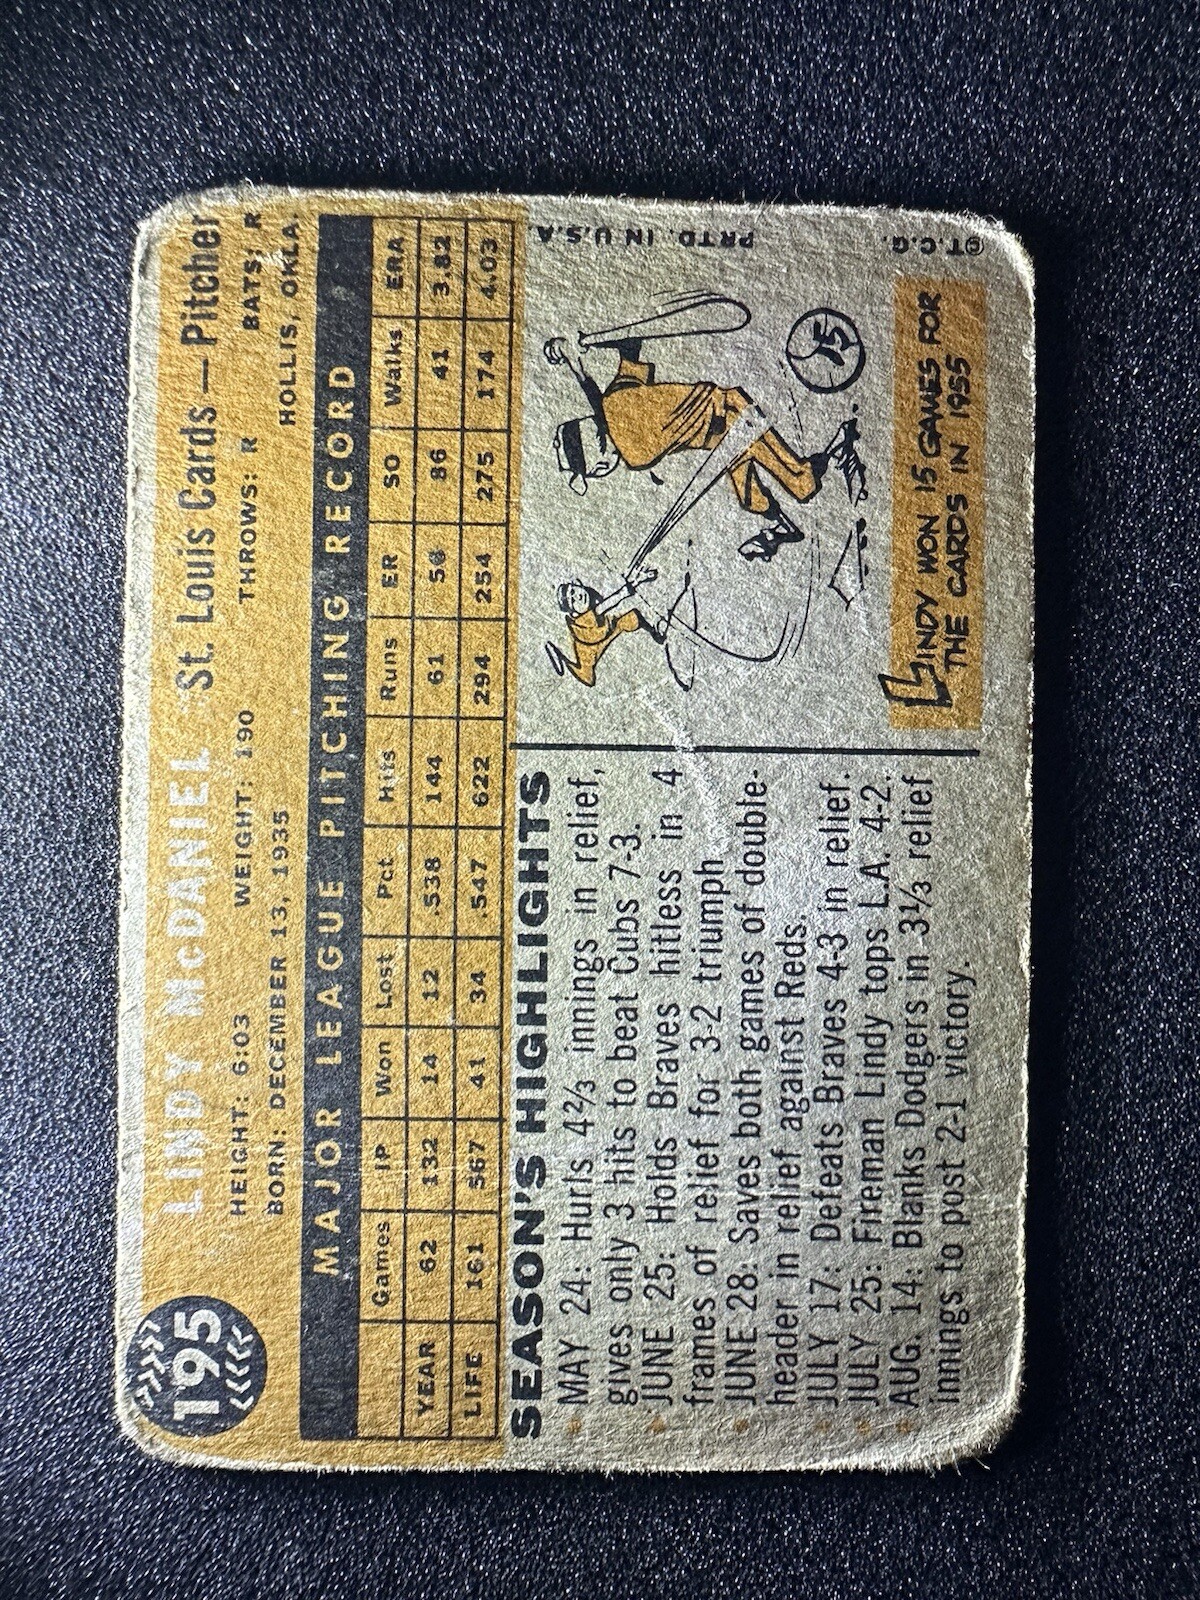 195
LINDY McDANIEL St. Louis Cards—Pitcher
HEIGHT: 6:03 WEIGHT: 190 THROWS: R BATS: R
BORN: DECEMBER 13, 1935 HOLLIS, OKLA.
MAJOR LEAGUE PITCHING RECORD
Games IP Won Lost Pct Hits Runs ER SO Walks ERA
YEAR 62 132 14 12 .538 144 61 56 86 41 3.82
LIFE 161 567 41 34 .547 622 294 254 275 174 4.03
SEASON'S HIGHLIGHTS
MAY 24: Hurls 4⅔ innings in relief,
gives only 3 hits to beat Cubs 7-3.
JUNE 25: Holds Braves hitless in 4
frames of relief for 3-2 triumph
JUNE 28: Saves both games of double-
header in relief against Reds.
JULY 17: Defeats Braves 4-3 in relief.
JULY 25: Fireman Lindy tops L.A. 4-2.
AUG. 14: Blanks Dodgers in 3⅓ relief
innings to post 2-1 victory.
15
LINDY WON 15 GAMES FOR
THE CARDS IN 1955
©T.C.G. PRTD. IN U.S.A.